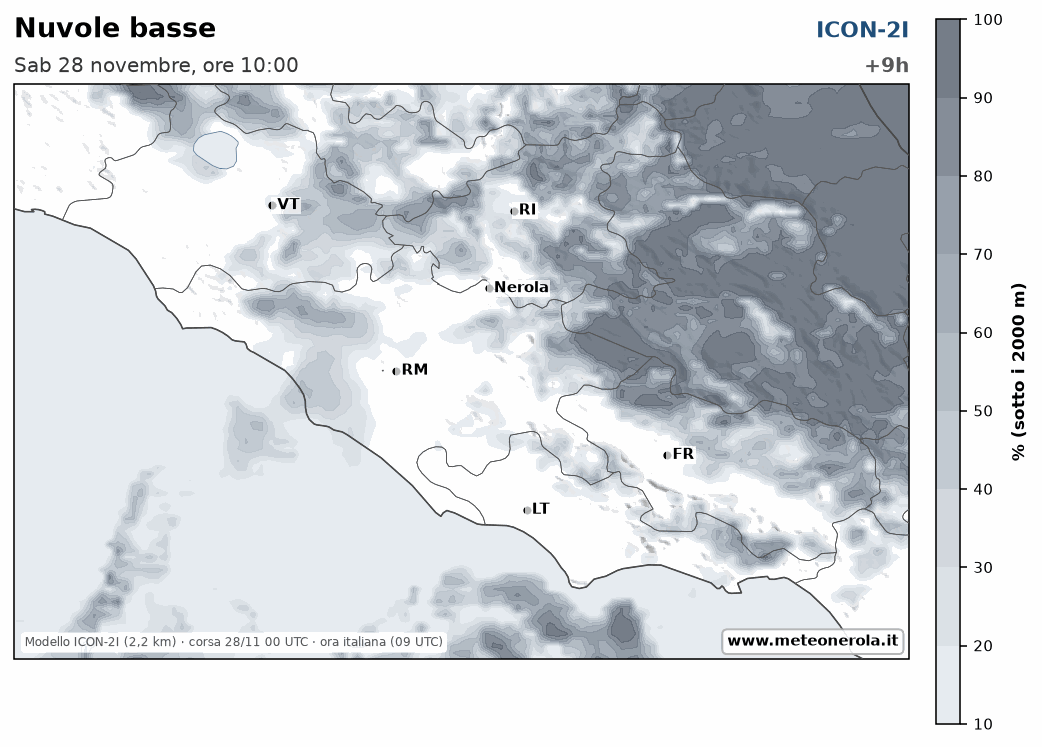 Nuvole basse
ICON-2I
Sab 28 novembre, ore 10:00
+9h
VT
RI
Nerola
RM
FR
LT
Modello ICON-2I (2,2 km) · corsa 28/11 00 UTC · ora italiana (09 UTC)
www.meteonerola.it
100
90
80
70
60
50
40
30
20
10
% (sotto i 2000 m)